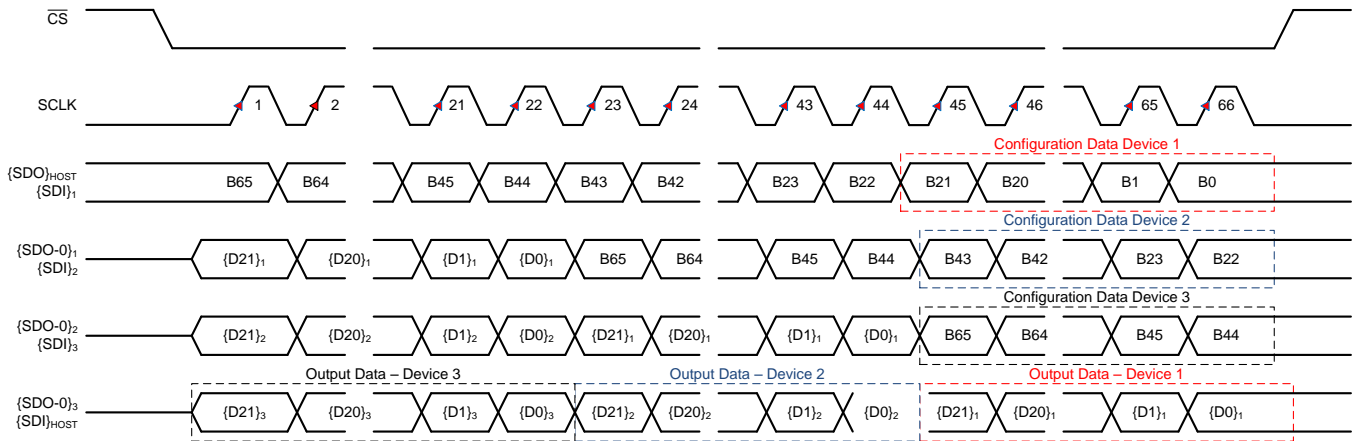 CS
SCLK 1 2 21 22 23 24 43 44 45 46 65 66
Configuration Data Device 1
{SDO}HOST
{SDI}1
B65 B64 B45 B44 B43 B42 B23 B22 B21 B20 B1 B0
Configuration Data Device 2
{SDO-0}1
{SDI}2
{D21}1 {D20}1 {D1}1 {D0}1 B65 B64 B45 B44 B43 B42 B23 B22
Configuration Data Device 3
{SDO-0}2
{SDI}3
{D21}2 {D20}2 {D1}2 {D0}2 {D21}1 {D20}1 {D1}1 {D0}1 B65 B64 B45 B44
Output Data – Device 3 Output Data – Device 2 Output Data – Device 1
{SDO-0}3
{SDI}HOST
{D21}3 {D20}3 {D1}3 {D0}3 {D21}2 {D20}2 {D1}2 {D0}2 {D21}1 {D20}1 {D1}1 {D0}1